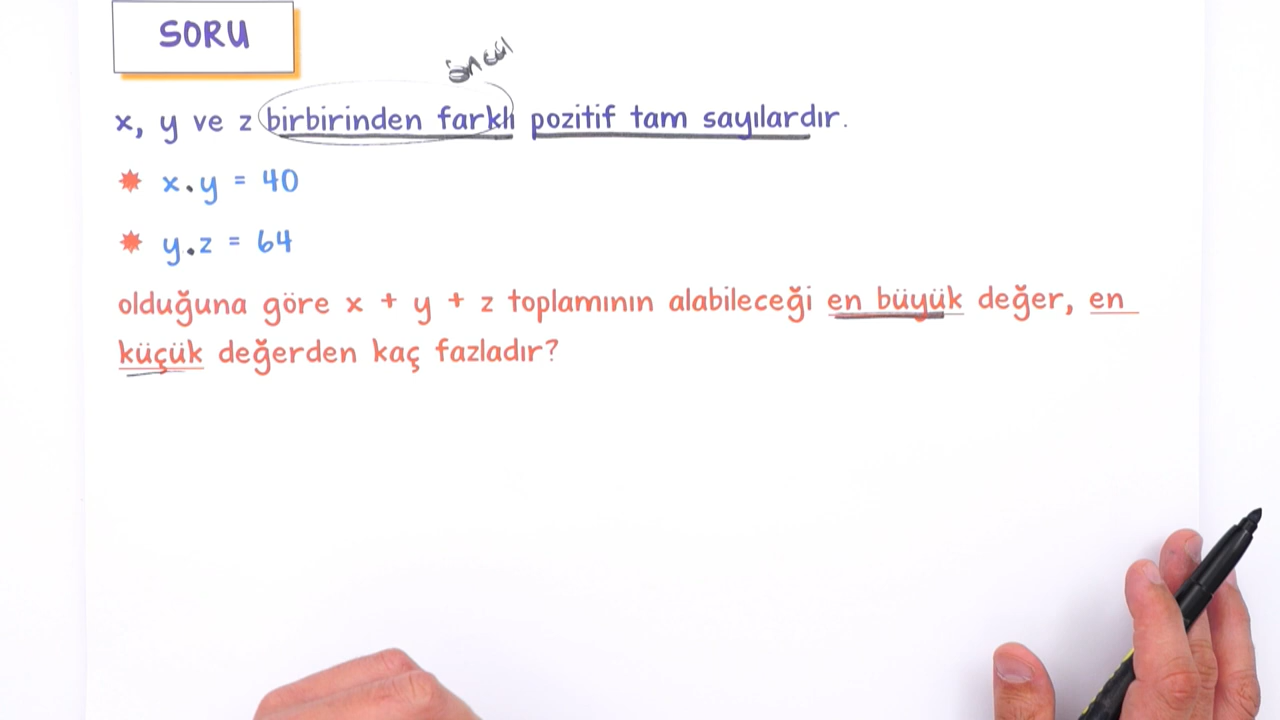 SORU
öncül
x, y ve z birbirinden farklı pozitif tam sayılardır.
x.y = 40
y.z = 64
olduğuna göre x + y + z toplamının alabileceği en büyük değer, en
küçük değerden kaç fazladır?